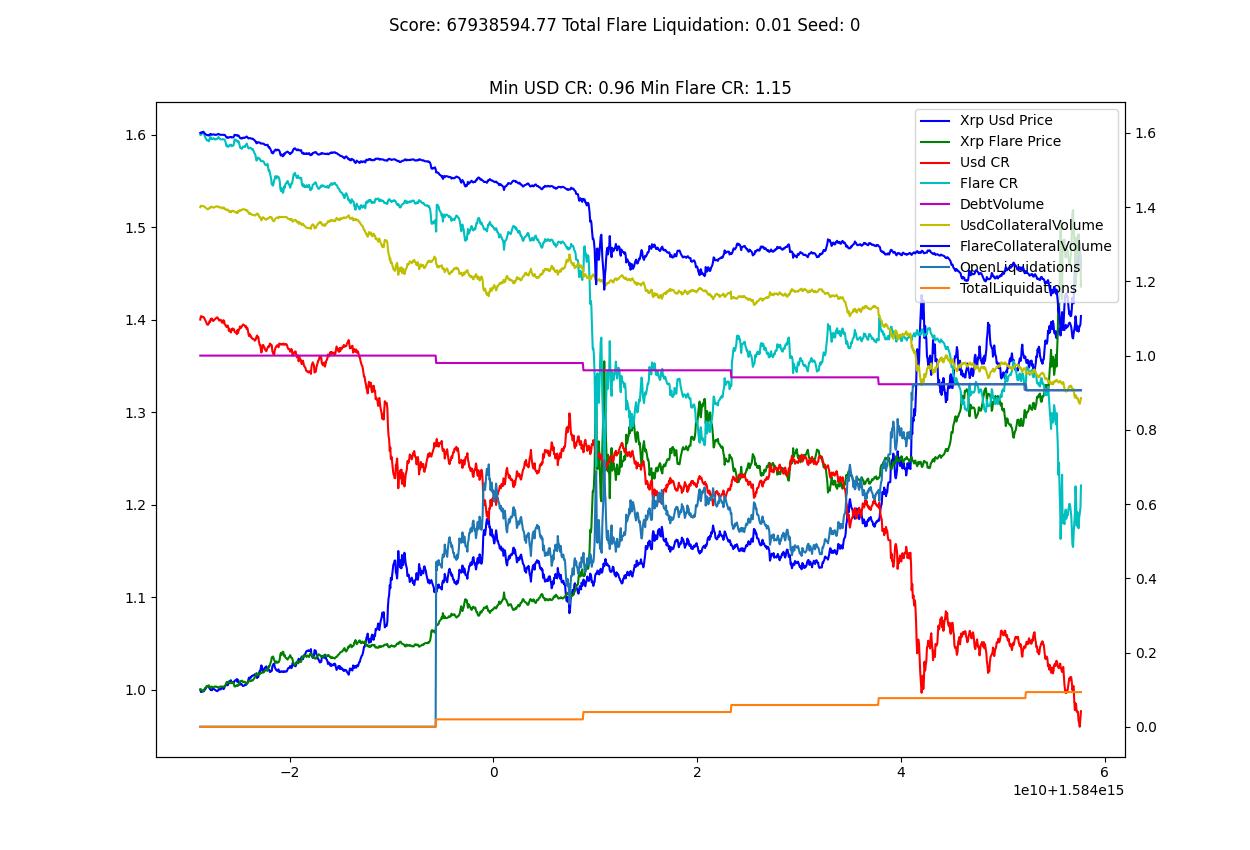 Score: 67938594.77 Total Flare Liquidation: 0.01 Seed: 0
Min USD CR: 0.96 Min Flare CR: 1.15
1.6
1.5
1.4
1.3
1.2
1.1
1.0
Xrp Usd Price
Xrp Flare Price
Usd CR
Flare CR
DebtVolume
UsdCollateralVolume
FlareCollateralVolume
OpenLiquidations
TotalLiquidations
1.6
1.4
1.2
1.0
0.8
0.6
0.4
0.2
0.0
−2
0
2
4
6
1e10+1.584e15